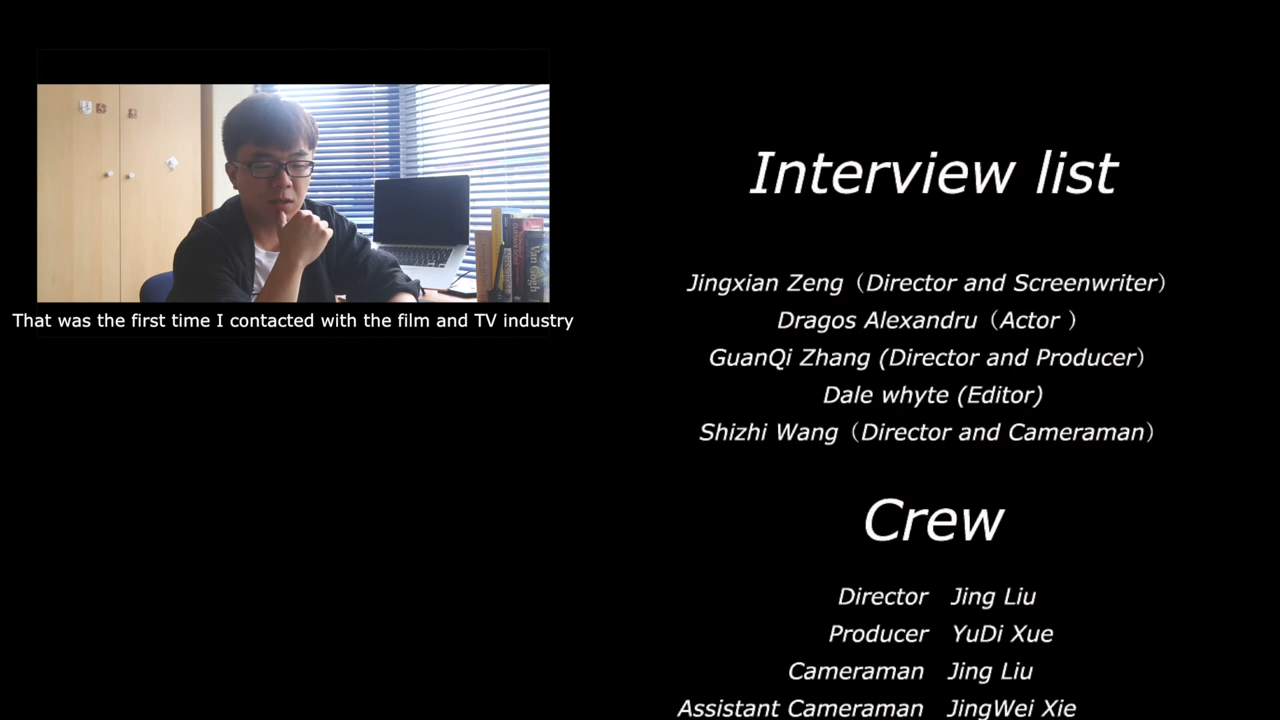 That was the first time I contacted with the film and TV industry
Interview list
Jingxian Zeng（Director and Screenwriter）
Dragos Alexandru（Actor ）
GuanQi Zhang (Director and Producer）
Dale whyte (Editor)
Shizhi Wang（Director and Cameraman）
Crew
Director Jing Liu
Producer YuDi Xue
Cameraman Jing Liu
Assistant Cameraman JingWei Xie
Van Gogh